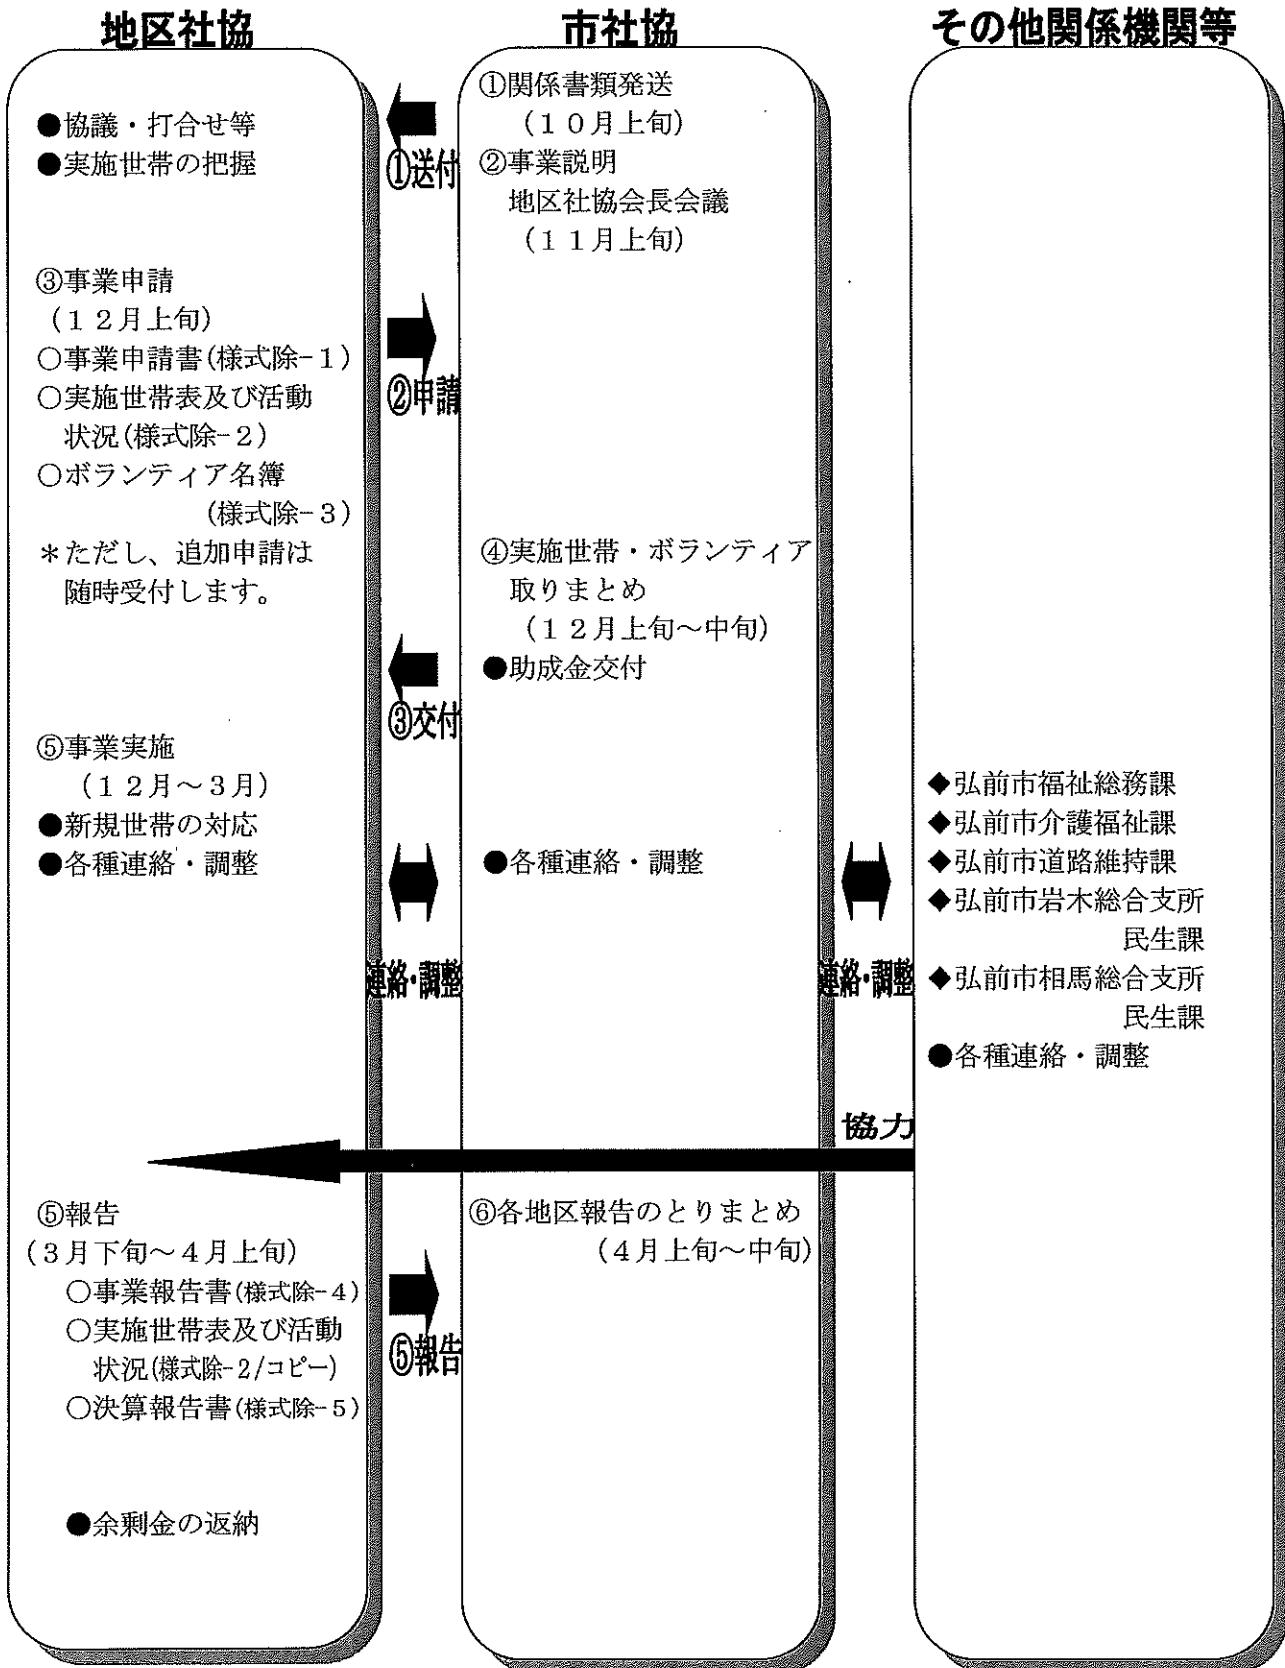 地区社協
●協議・打合せ等
●実施世帯の把握
③事業申請
(12月上旬)
○事業申請書(様式除-1)
○実施世帯表及び活動
状況(様式除-2)
○ボランティア名簿
(様式除-3)
*ただし、追加申請は
随時受付します。
⑤事業実施
(12月~3月)
●新規世帯の対応
●各種連絡・調整
⑤報告
(3月下旬~4月上旬)
○事業報告書(様式除-4)
○実施世帯表及び活動
状況(様式除-2/コピー)
○決算報告書(様式除-5)
●余剰金の返納
①送付
②申請
③交付
連絡・調整
⑤報告
市社協
①関係書類発送
(10月上旬)
②事業説明
地区社協会長会議
(11月上旬)
④実施世帯・ボランティア
取りまとめ
(12月上旬~中旬)
●助成金交付
●各種連絡・調整
⑥各地区報告のとりまとめ
(4月上旬~中旬)
連絡・調整
協力
その他関係機関等
◆弘前市福祉総務課
◆弘前市介護福祉課
◆弘前市道路維持課
◆弘前市岩木総合支所
民生課
◆弘前市相馬総合支所
民生課
●各種連絡・調整